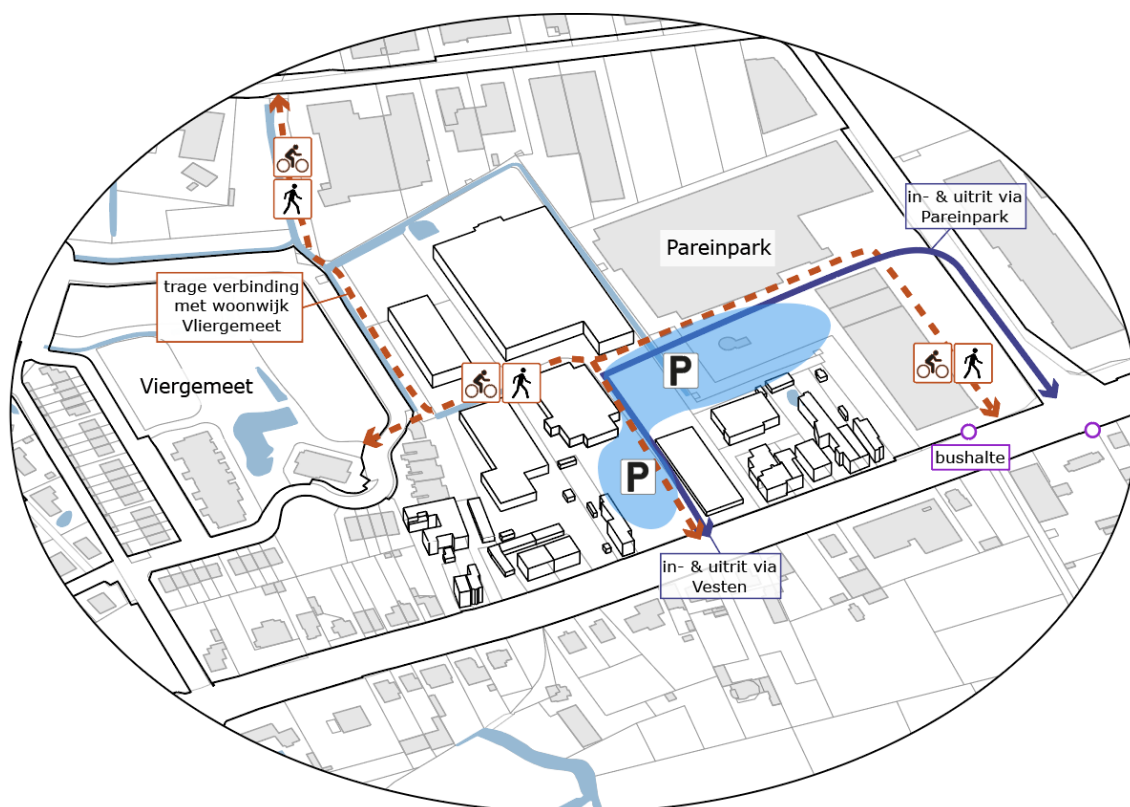 in- & uitrit via
Pareinpark
Pareinpark
trage verbinding
met woonwijk
Vliergemeet
Viergemeet
P
P
bushalte
in- & uitrit via
Vesten